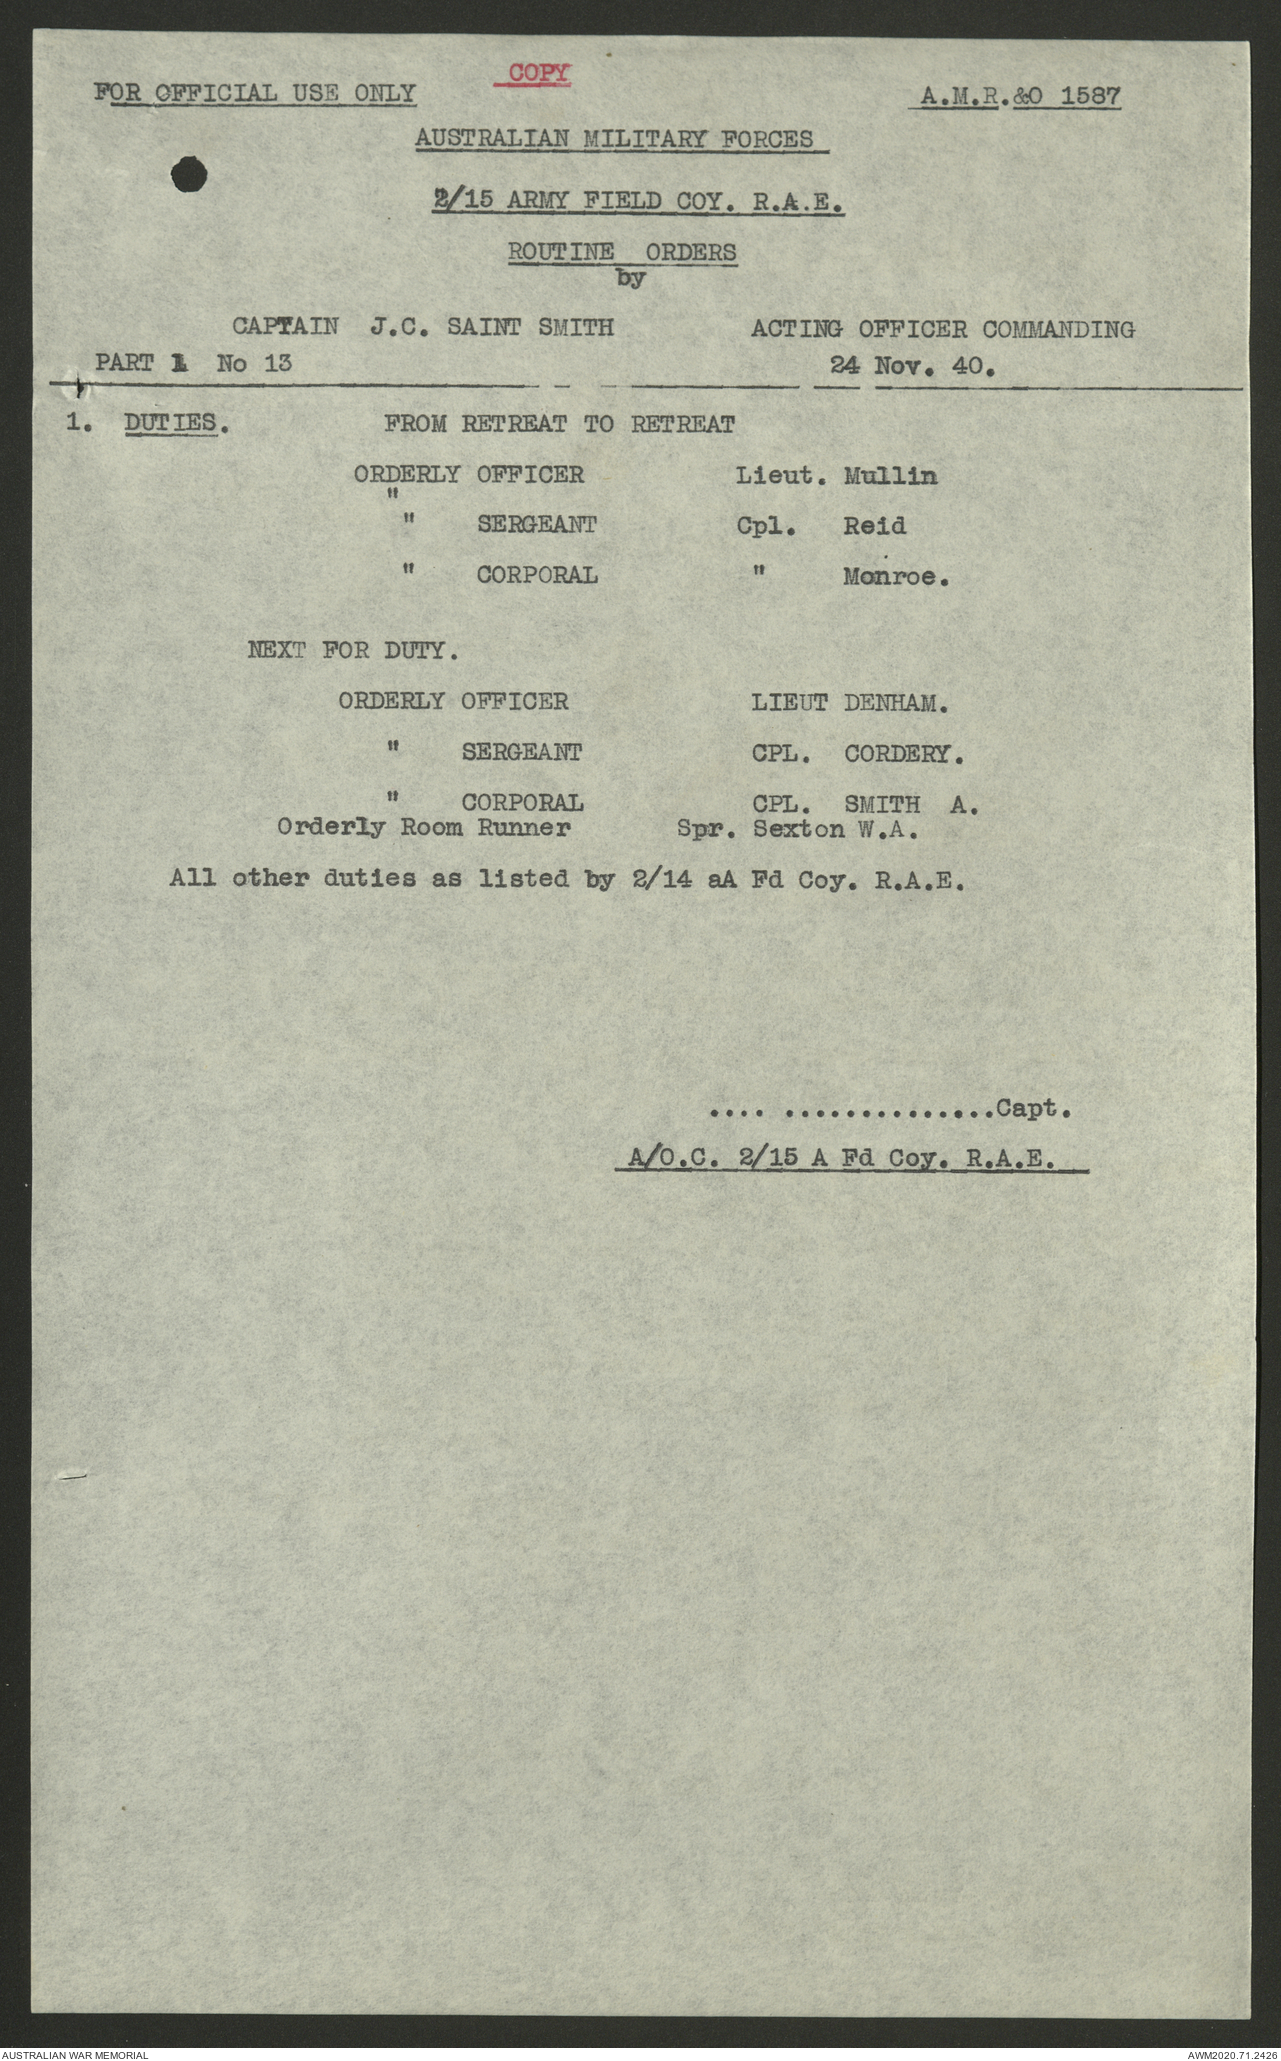 COPY
FOR OFFICIAL USE ONLY A.M.R.&O 1587
AUSTRALIAN MILITARY FORCES
2/15 ARMY FIELD COY. R.A.E.
ROUTINE ORDERS
by
CAPTAIN J.C. SAINT SMITH ACTING OFFICER COMMANDING
PART 1 No 13 24 Nov. 40.
1. DUTIES. FROM RETREAT TO RETREAT
ORDERLY OFFICER Lieut. Mullin
"
" SERGEANT Cpl. Reid
" CORPORAL " Monroe.
NEXT FOR DUTY.
ORDERLY OFFICER LIEUT DENHAM.
" SERGEANT CPL. CORDERY.
" CORPORAL CPL. SMITH A.
Orderly Room Runner Spr. Sexton W.A.
All other duties as listed by 2/14 aA Fd Coy. R.A.E.
.... ..............Capt.
A/O.C. 2/15 A Fd Coy. R.A.E.
AUSTRALIAN WAR MEMORIAL AWM2020.71.2426